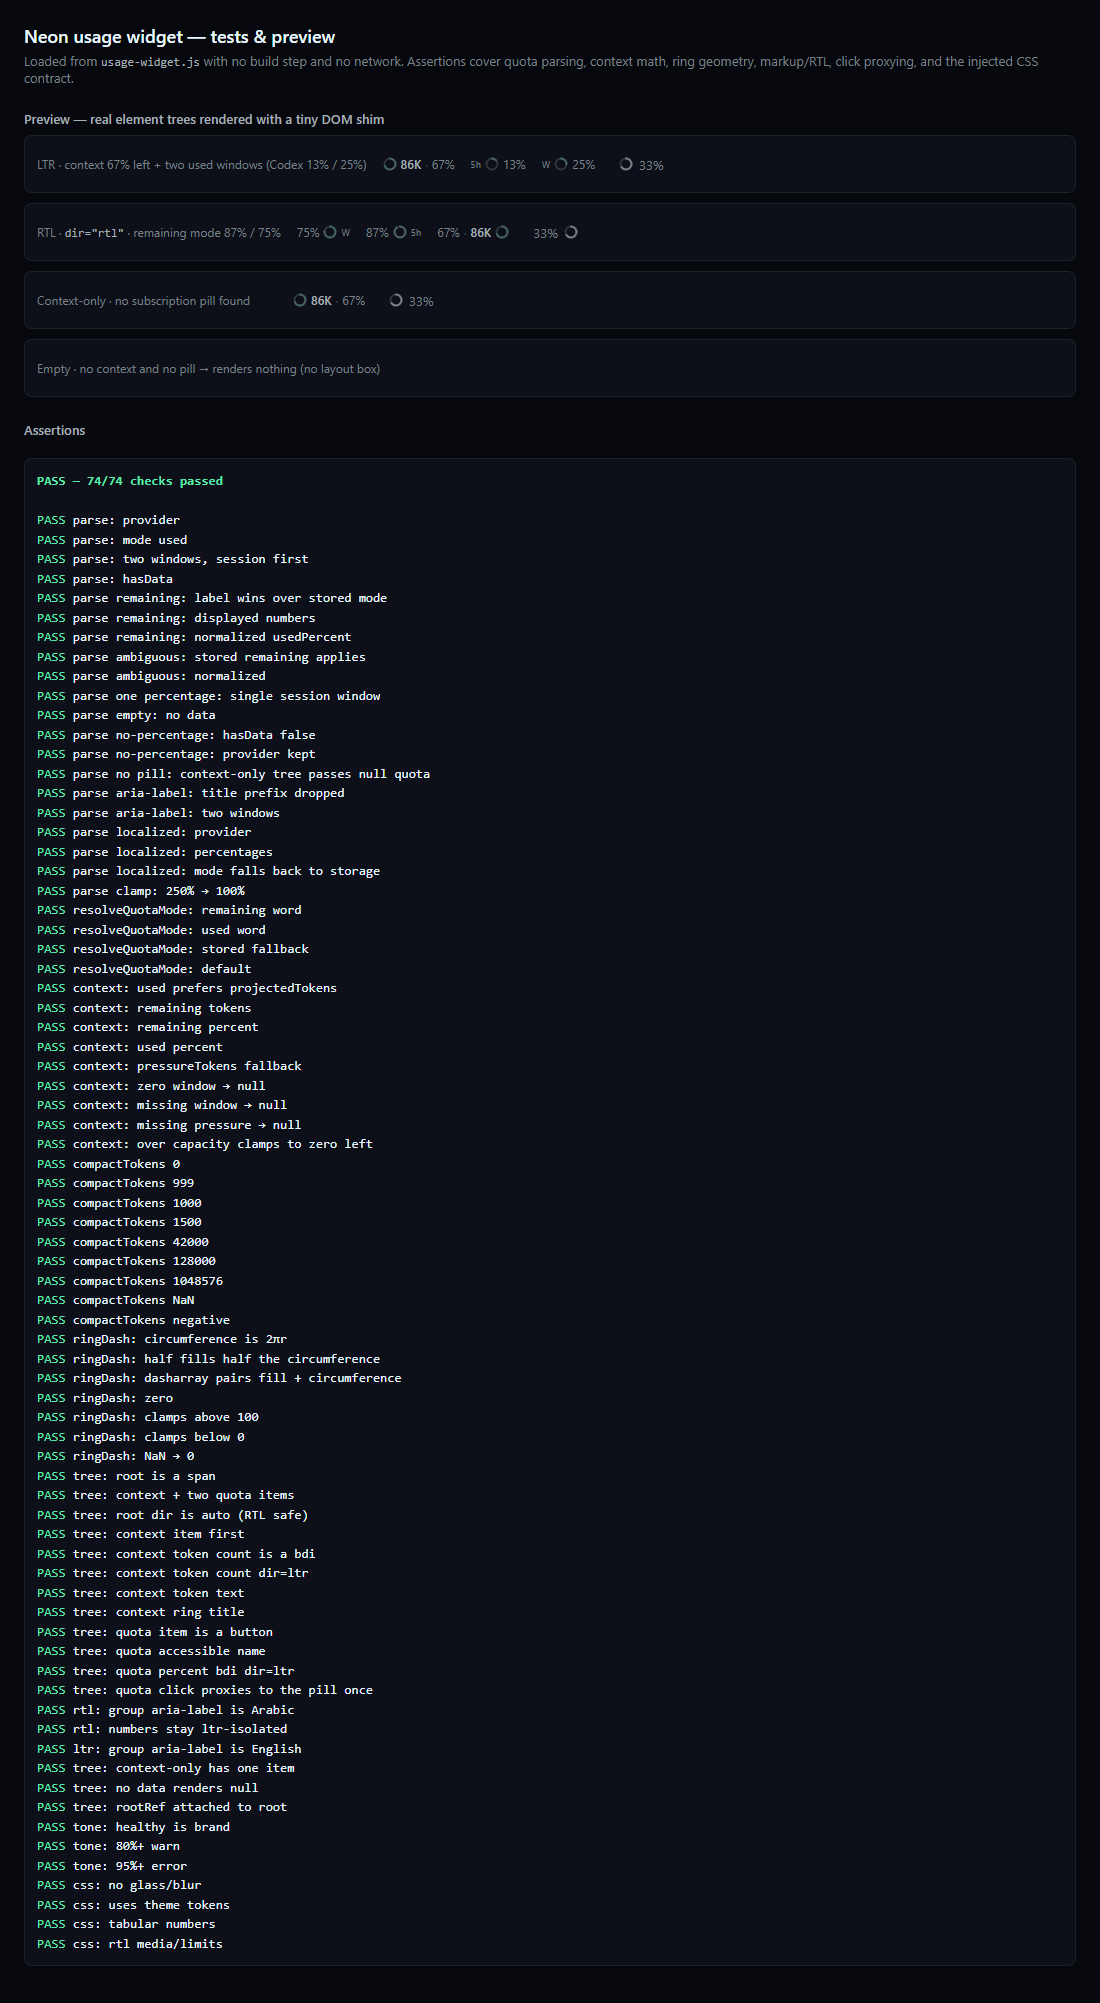 Neon usage widget — tests & preview
Loaded from usage-widget.js with no build step and no network. Assertions cover quota parsing, context math, ring geometry, markup/RTL, click proxying, and the injected CSS
contract.
Preview — real element trees rendered with a tiny DOM shim
LTR · context 67% left + two used windows (Codex 13% / 25%) 86K · 67% 5h 13% W 25% 33%
RTL · dir="rtl" · remaining mode 87% / 75% 75% W 87% 5h 67% · 86K 33%
Context-only · no subscription pill found 86K · 67% 33%
Empty · no context and no pill → renders nothing (no layout box)
Assertions
PASS — 74/74 checks passed
PASS parse: provider
PASS parse: mode used
PASS parse: two windows, session first
PASS parse: hasData
PASS parse remaining: label wins over stored mode
PASS parse remaining: displayed numbers
PASS parse remaining: normalized usedPercent
PASS parse ambiguous: stored remaining applies
PASS parse ambiguous: normalized
PASS parse one percentage: single session window
PASS parse empty: no data
PASS parse no-percentage: hasData false
PASS parse no-percentage: provider kept
PASS parse no pill: context-only tree passes null quota
PASS parse aria-label: title prefix dropped
PASS parse aria-label: two windows
PASS parse localized: provider
PASS parse localized: percentages
PASS parse localized: mode falls back to storage
PASS parse clamp: 250% → 100%
PASS resolveQuotaMode: remaining word
PASS resolveQuotaMode: used word
PASS resolveQuotaMode: stored fallback
PASS resolveQuotaMode: default
PASS context: used prefers projectedTokens
PASS context: remaining tokens
PASS context: remaining percent
PASS context: used percent
PASS context: pressureTokens fallback
PASS context: zero window → null
PASS context: missing window → null
PASS context: missing pressure → null
PASS context: over capacity clamps to zero left
PASS compactTokens 0
PASS compactTokens 999
PASS compactTokens 1000
PASS compactTokens 1500
PASS compactTokens 42000
PASS compactTokens 128000
PASS compactTokens 1048576
PASS compactTokens NaN
PASS compactTokens negative
PASS ringDash: circumference is 2πr
PASS ringDash: half fills half the circumference
PASS ringDash: dasharray pairs fill + circumference
PASS ringDash: zero
PASS ringDash: clamps above 100
PASS ringDash: clamps below 0
PASS ringDash: NaN → 0
PASS tree: root is a span
PASS tree: context + two quota items
PASS tree: root dir is auto (RTL safe)
PASS tree: context item first
PASS tree: context token count is a bdi
PASS tree: context token count dir=ltr
PASS tree: context token text
PASS tree: context ring title
PASS tree: quota item is a button
PASS tree: quota accessible name
PASS tree: quota percent bdi dir=ltr
PASS tree: quota click proxies to the pill once
PASS rtl: group aria-label is Arabic
PASS rtl: numbers stay ltr-isolated
PASS ltr: group aria-label is English
PASS tree: context-only has one item
PASS tree: no data renders null
PASS tree: rootRef attached to root
PASS tone: healthy is brand
PASS tone: 80%+ warn
PASS tone: 95%+ error
PASS css: no glass/blur
PASS css: uses theme tokens
PASS css: tabular numbers
PASS css: rtl media/limits